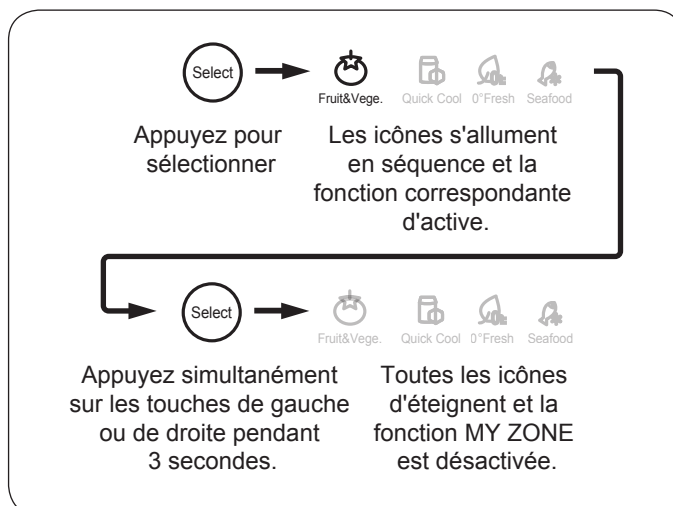 Select
Fruit&Vege. Quick Cool 0°Fresh Seafood
Appuyez pour
sélectionner
Les icônes s'allument
en séquence et la
fonction correspondante
d'active.
Select
Fruit&Vege. Quick Cool 0°Fresh Seafood
Appuyez simultanément
sur les touches de gauche
ou de droite pendant
3 secondes.
Toutes les icônes
d'éteignent et la
fonction MY ZONE
est désactivée.